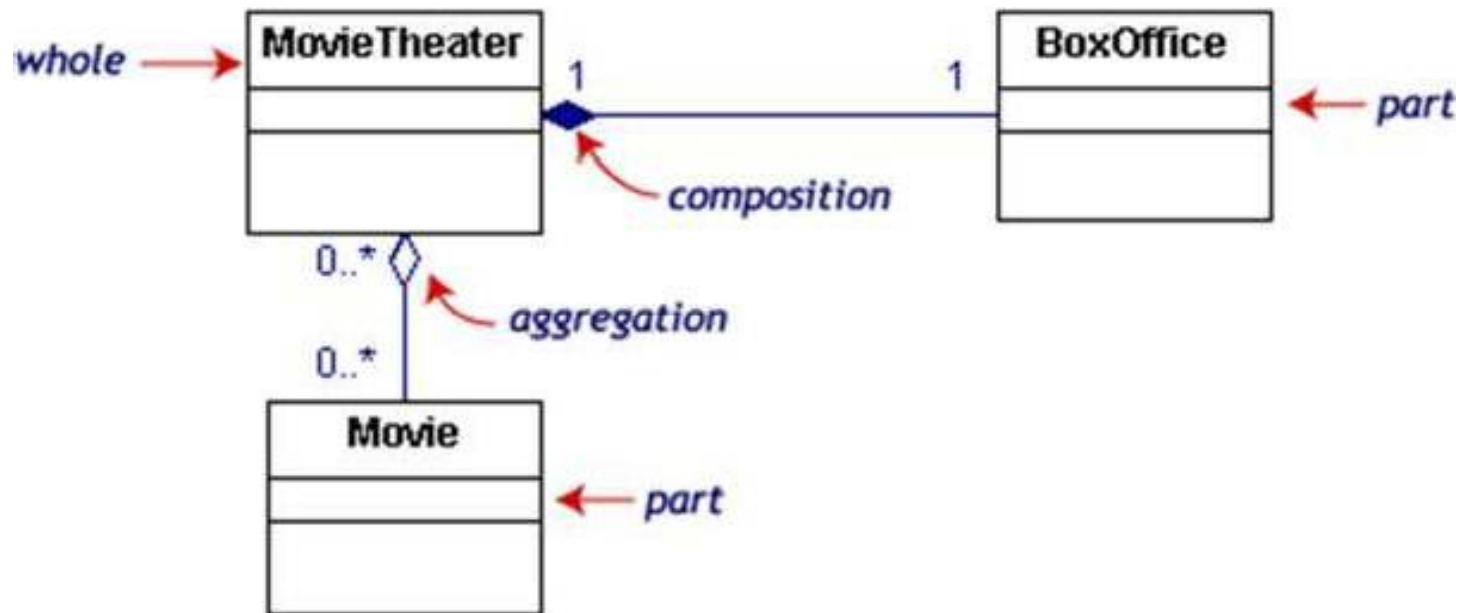 MovieTheater
BoxOffice
whole
1
1
part
composition
0..*
aggregation
0..*
Movie
part